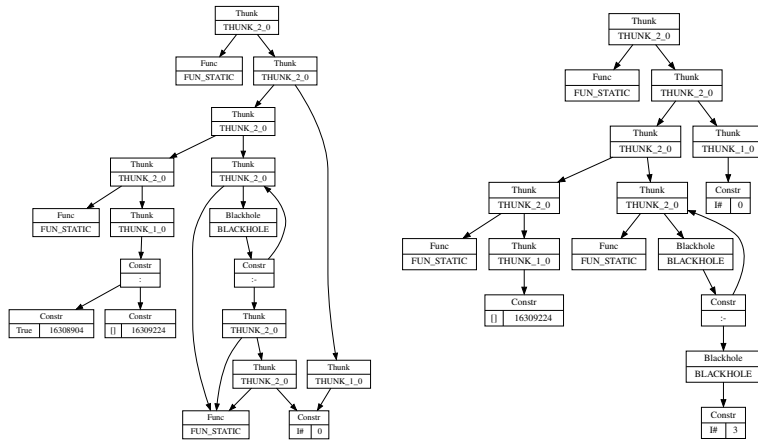 Thunk
THUNK_2_0
Func
FUN_STATIC
Thunk
THUNK_2_0
Thunk
THUNK_2_0
Thunk
THUNK_2_0
Thunk
THUNK_2_0
Func
FUN_STATIC
Thunk
THUNK_1_0
Blackhole
BLACKHOLE
Constr
:
Constr
:-
Constr
True 16308904
Constr
[] 16309224
Thunk
THUNK_2_0
Thunk
THUNK_2_0
Thunk
THUNK_1_0
Func
FUN_STATIC
Constr
I# 0
Thunk
THUNK_2_0
Func
FUN_STATIC
Thunk
THUNK_2_0
Thunk
THUNK_2_0
Thunk
THUNK_1_0
Thunk
THUNK_2_0
Thunk
THUNK_2_0
Constr
I# 0
Func
FUN_STATIC
Thunk
THUNK_1_0
Func
FUN_STATIC
Blackhole
BLACKHOLE
Constr
[] 16309224
Constr
:-
Blackhole
BLACKHOLE
Constr
I# 3